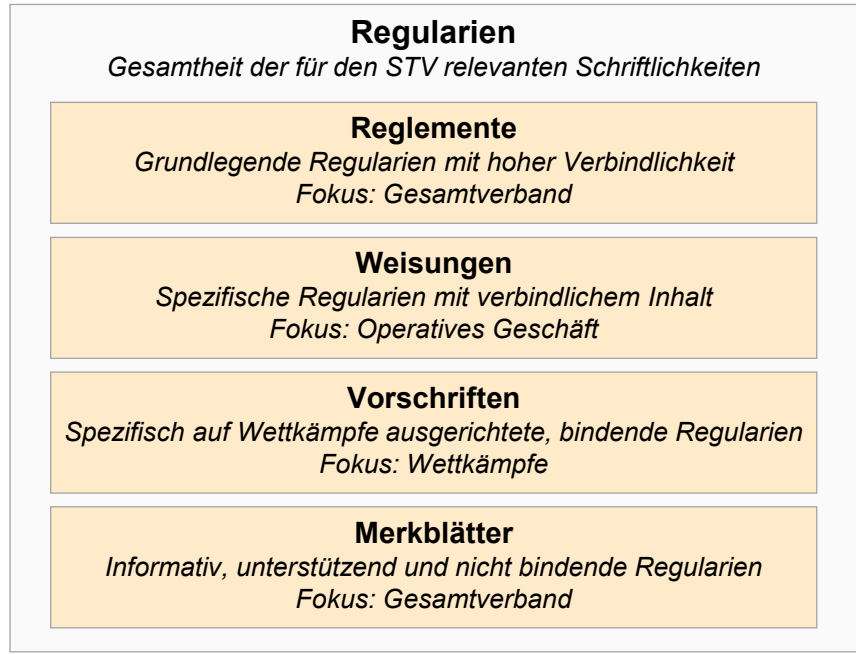 Regularien
Gesamtheit der für den STV relevanten Schriftlichkeiten
Reglemente
Grundlegende Regularien mit hoher Verbindlichkeit
Fokus: Gesamtverband
Weisungen
Spezifische Regularien mit verbindlichem Inhalt
Fokus: Operatives Geschäft
Vorschriften
Spezifisch auf Wettkämpfe ausgerichtete, bindende Regularien
Fokus: Wettkämpfe
Merkblätter
Informativ, unterstützend und nicht bindende Regularien
Fokus: Gesamtverband